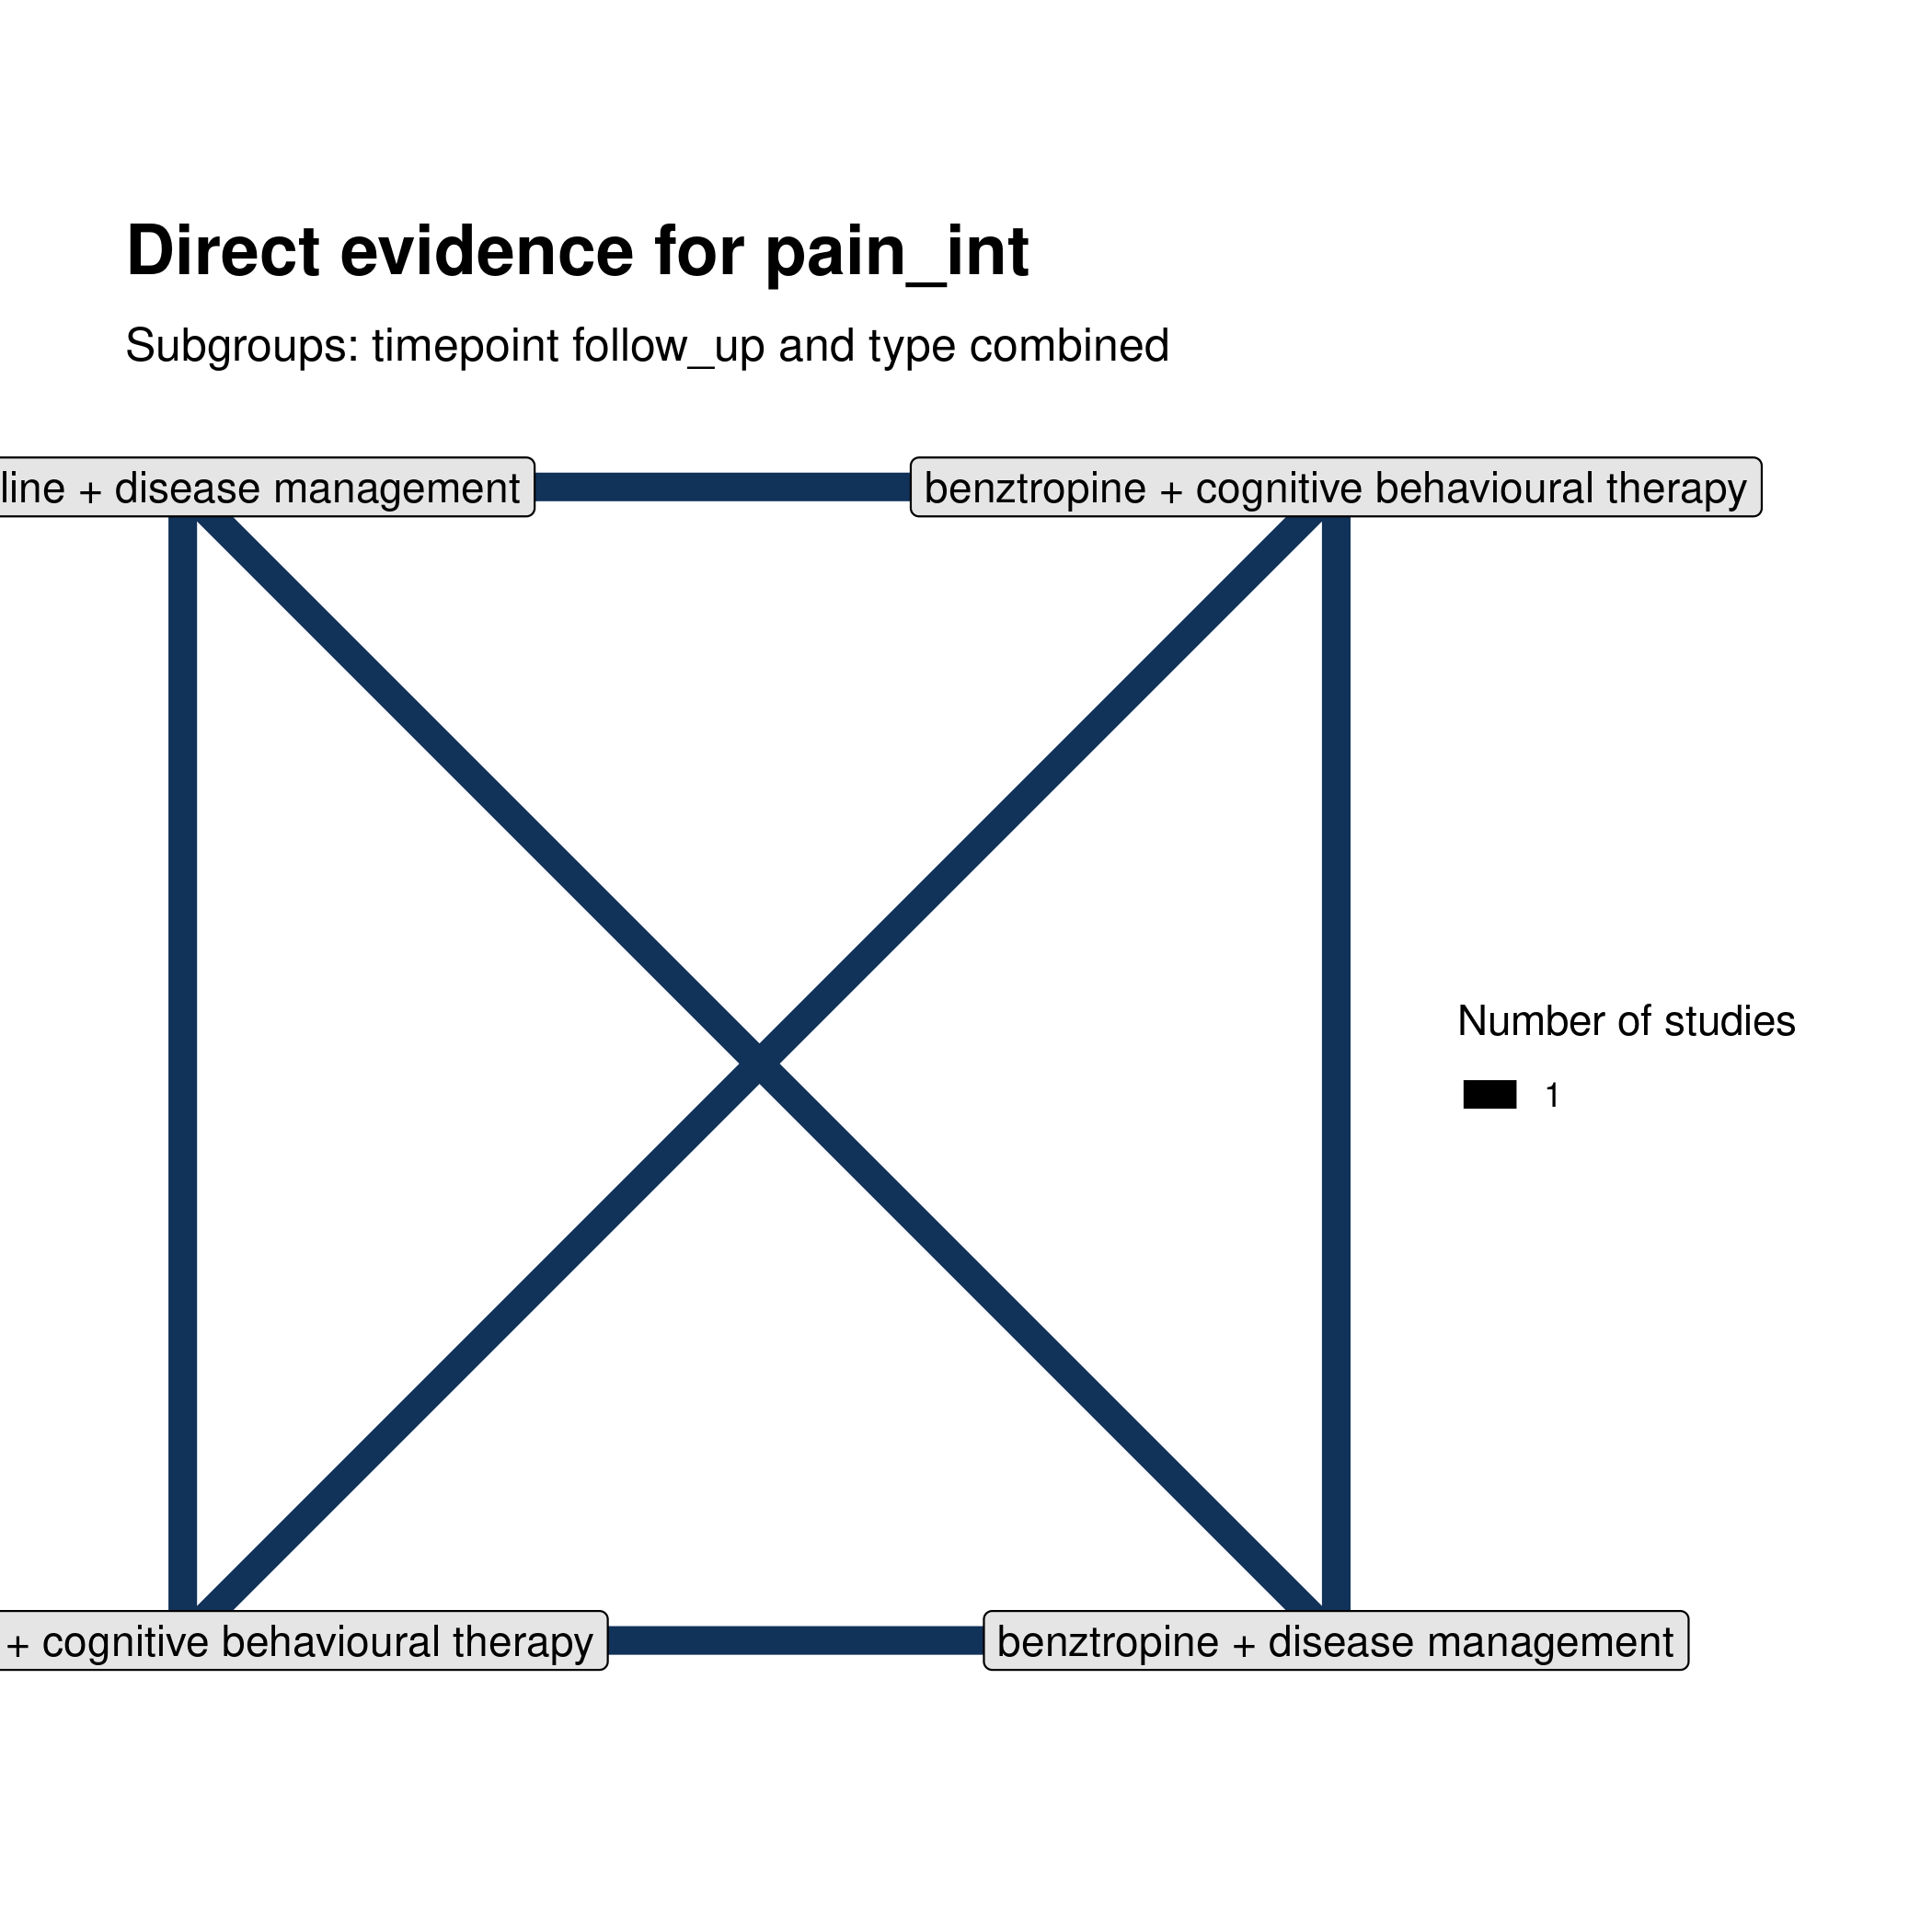 Direct evidence for pain_int
Subgroups: timepoint follow_up and type combined
line + disease management
benztropine + cognitive behavioural therapy
Number of studies
1
+ cognitive behavioural therapy
benztropine + disease management